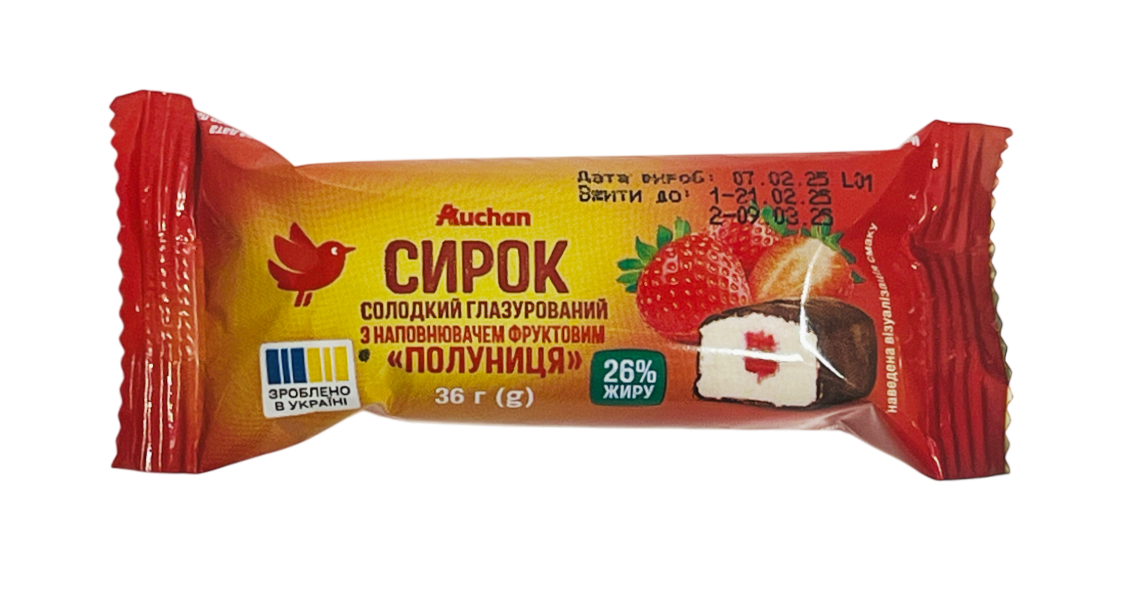 Дата вироб: 07.02.25 L01
Вжити до: 1-21.02.25
2-09.03.25
Auchan
СИРОК
СОЛОДКИЙ ГЛАЗУРОВАНИЙ
З НАПОВНЮВАЧЕМ ФРУКТОВИМ
«ПОЛУНИЦЯ»
36 г (g)
26%
ЖИРУ
ЗРОБЛЕНО
В УКРАЇНІ
наведена візуалізація смаку